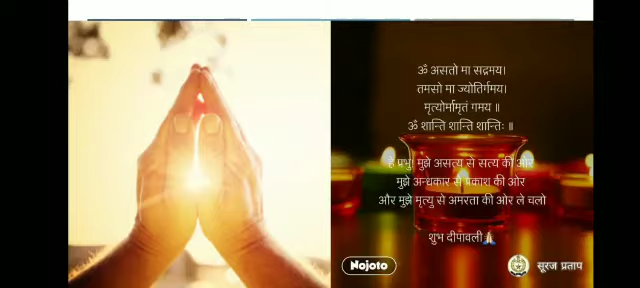 ॐ असतो मा सद्गमय।
तमसो मा ज्योतिर्गमय।
मृत्योर्मामृतं गमय ॥
ॐ शान्ति शान्ति शान्तिः ॥
हे प्रभु! मुझे असत्य से सत्य की ओर
मुझे अन्धकार से प्रकाश की ओर
और मुझे मृत्यु से अमरता की ओर ले चलो
शुभ दीपावली🙏
Nojoto
सूरज प्रताप